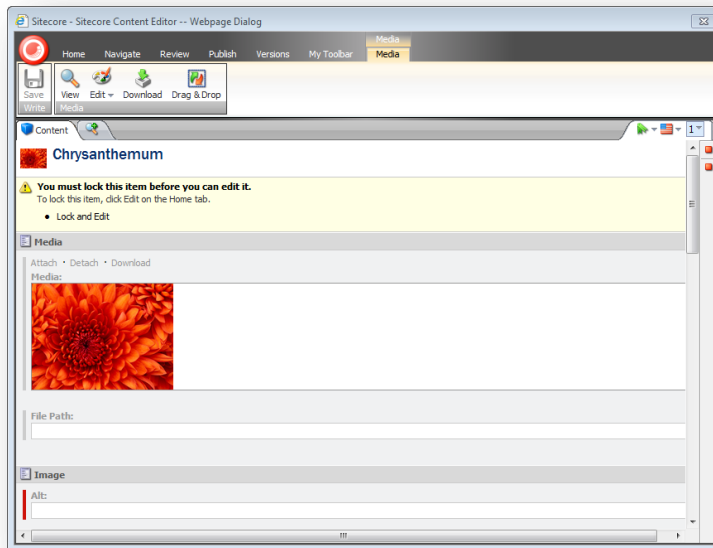 Sitecore - Sitecore Content Editor -- Webpage Dialog
Media
Home Navigate Review Publish Versions My Toolbar Media
Save View Edit Download Drag & Drop
Write Media
Content 1
Chrysanthemum
You must lock this item before you can edit it.
To lock this item, click Edit on the Home tab.
• Lock and Edit
Media
Attach · Detach · Download
Media:
File Path:
Image
Alt: